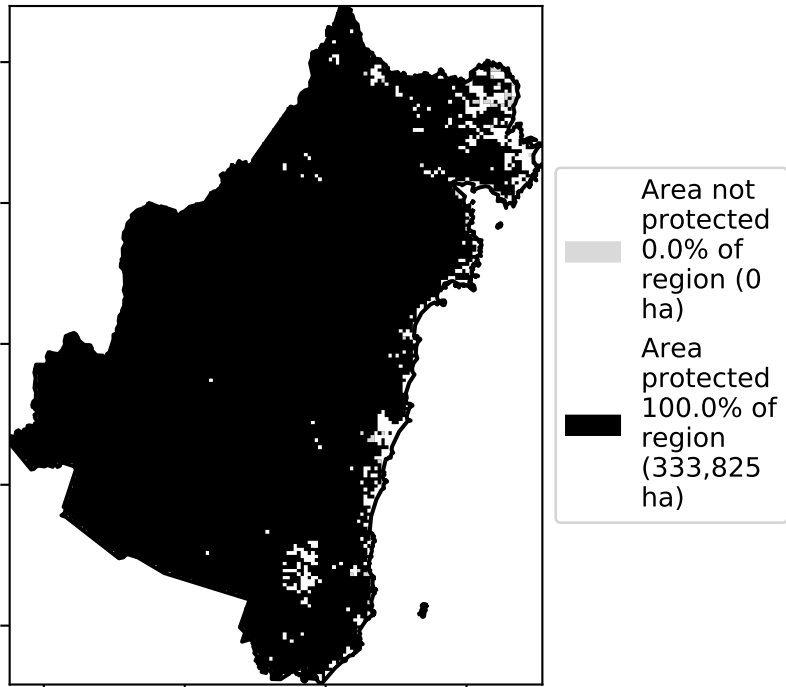 Area not
protected
0.0% of
region (0
ha)
Area
protected
100.0% of
region
(333,825
ha)